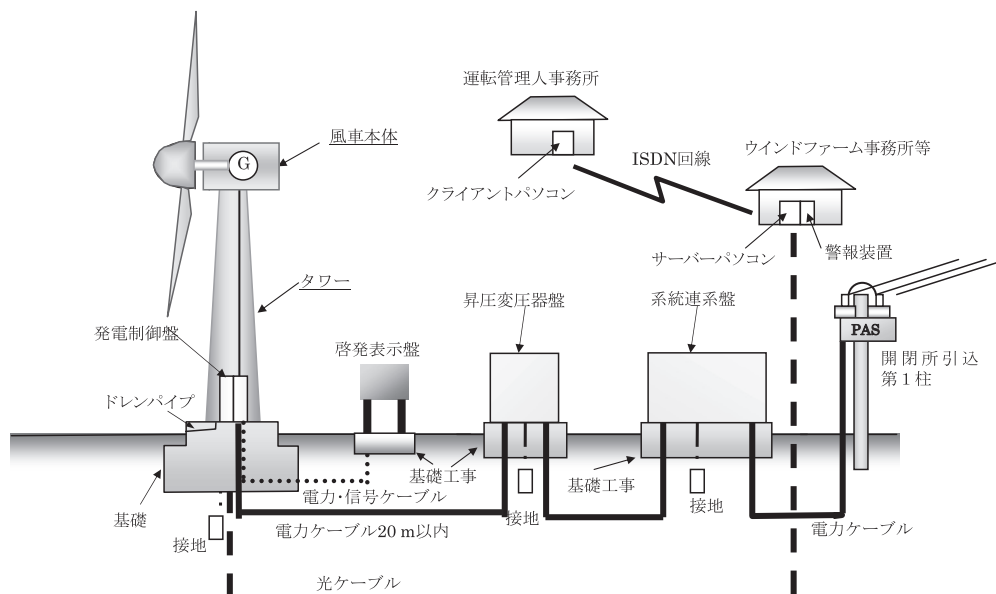 運転管理人事務所
ISDN回線
ウインドファーム事務所等
G
風車本体
クライアントパソコン
サーバーパソコン
警報装置
タワー
昇圧変圧器盤
系統連系盤
発電制御盤
啓発表示盤
PAS
開閉所引込
第1柱
ドレンパイプ
基礎工事
基礎工事
電力・信号ケーブル
基礎
接地
接地
接地
電力ケーブル20 m以内
電力ケーブル
光ケーブル